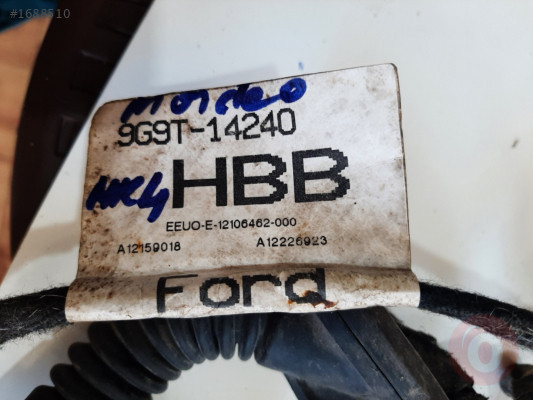 #1688510
mondeo
9G9T-14240
MK4 HBB
EEUO-E-12106462-000
A12159018 A12226923
Ford